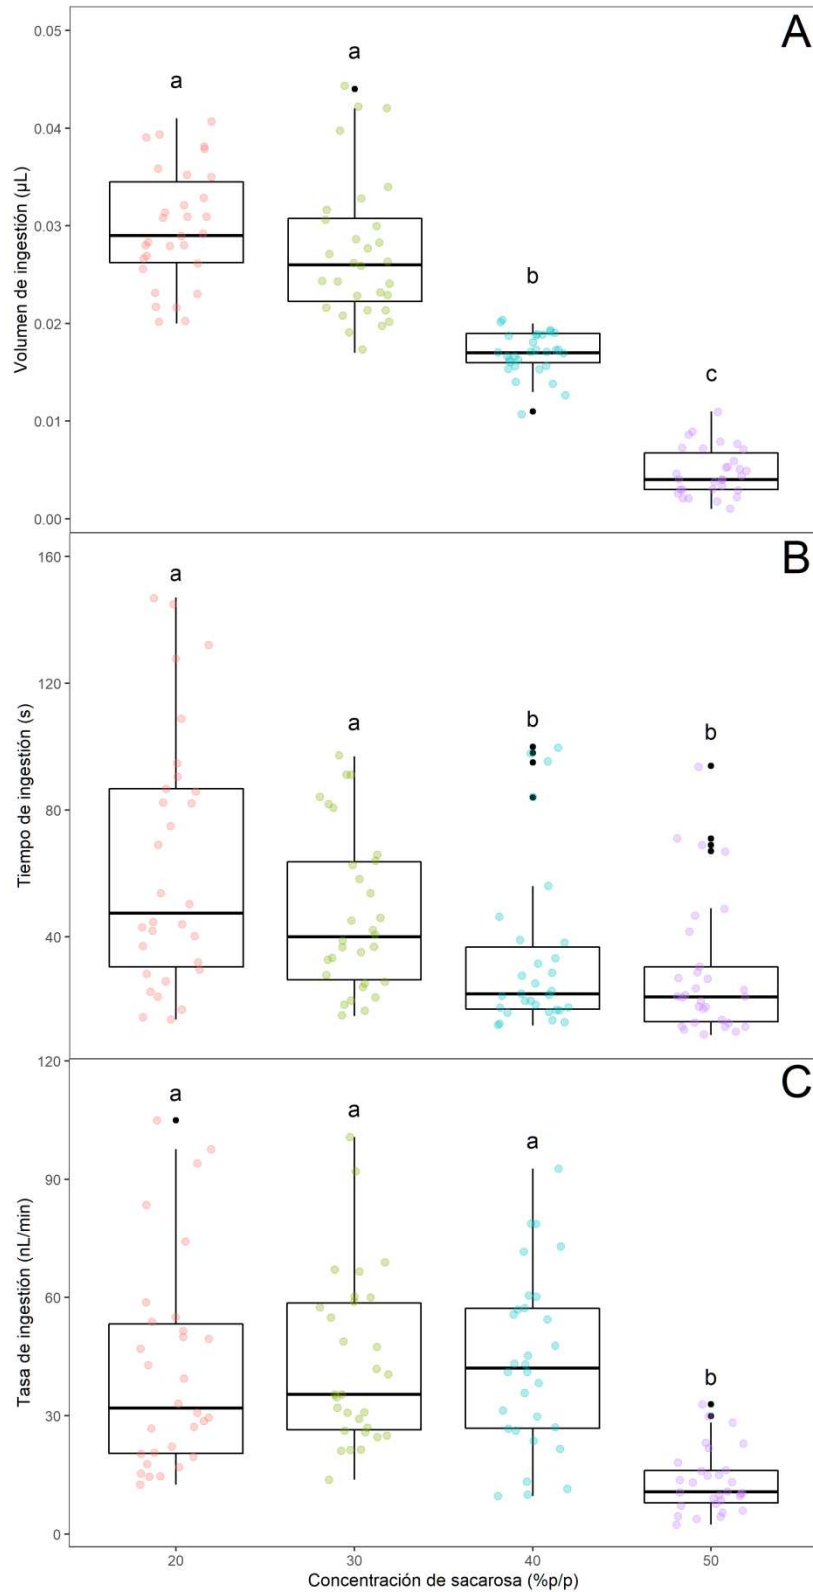 A
0.05
a
a
0.04
Volumen de ingestión (µL)
0.03
b
0.02
c
0.01
0.00
B
160
a
120
a
b
b
Tiempo de ingestión (s)
80
40
C
120
a
a
a
90
Tasa de ingestión (nL/min)
60
b
30
0
20 30 40 50
Concentración de sacarosa (%p/p)